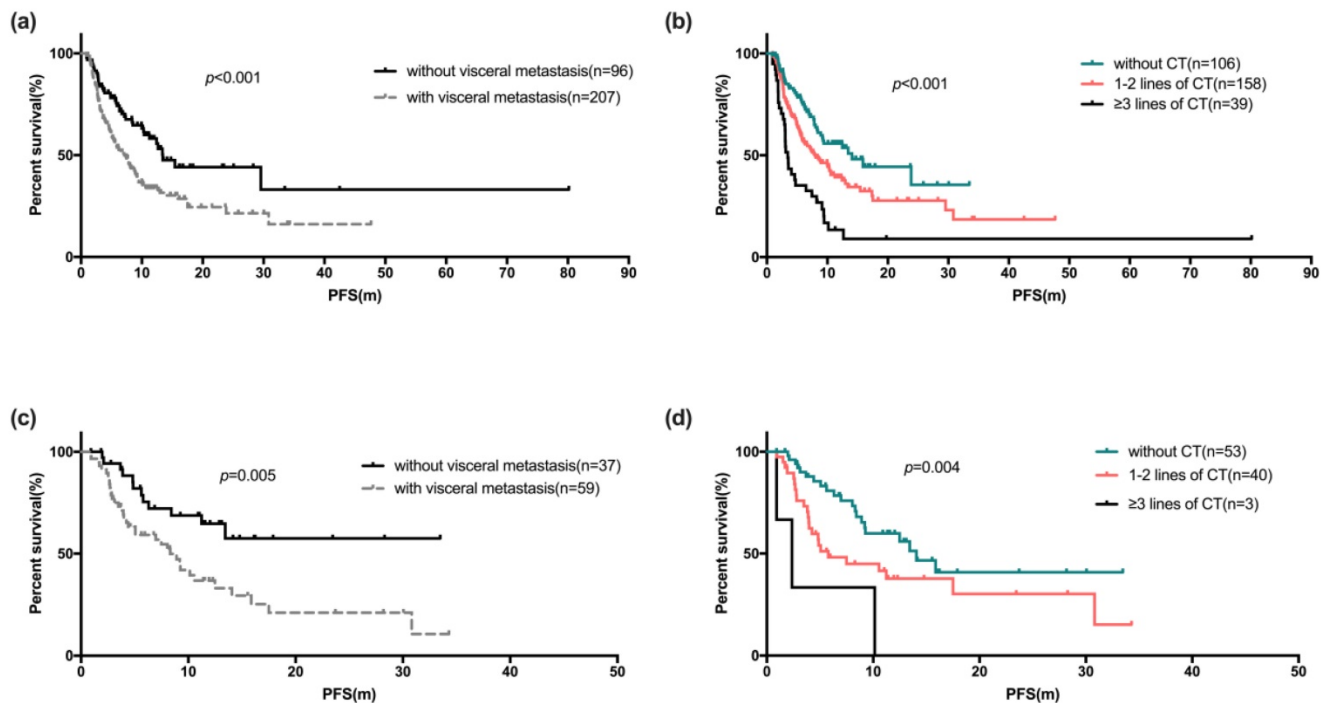 (a)
p<0.001
without visceral metastasis(n=96)
with visceral metastasis(n=207)
Percent survival(%)
100
50
0
0 10 20 30 40 50 60 70 80 90
PFS(m)
(b)
p<0.001
without CT(n=106)
1-2 lines of CT(n=158)
≥3 lines of CT(n=39)
Percent survival(%)
100
50
0
0 10 20 30 40 50 60 70 80 90
PFS(m)
(c)
p=0.005
without visceral metastasis(n=37)
with visceral metastasis(n=59)
Percent survival(%)
100
50
0
0 10 20 30 40 50
PFS(m)
(d)
p=0.004
without CT(n=53)
1-2 lines of CT(n=40)
≥3 lines of CT(n=3)
Percent survival(%)
100
50
0
0 10 20 30 40 50
PFS(m)